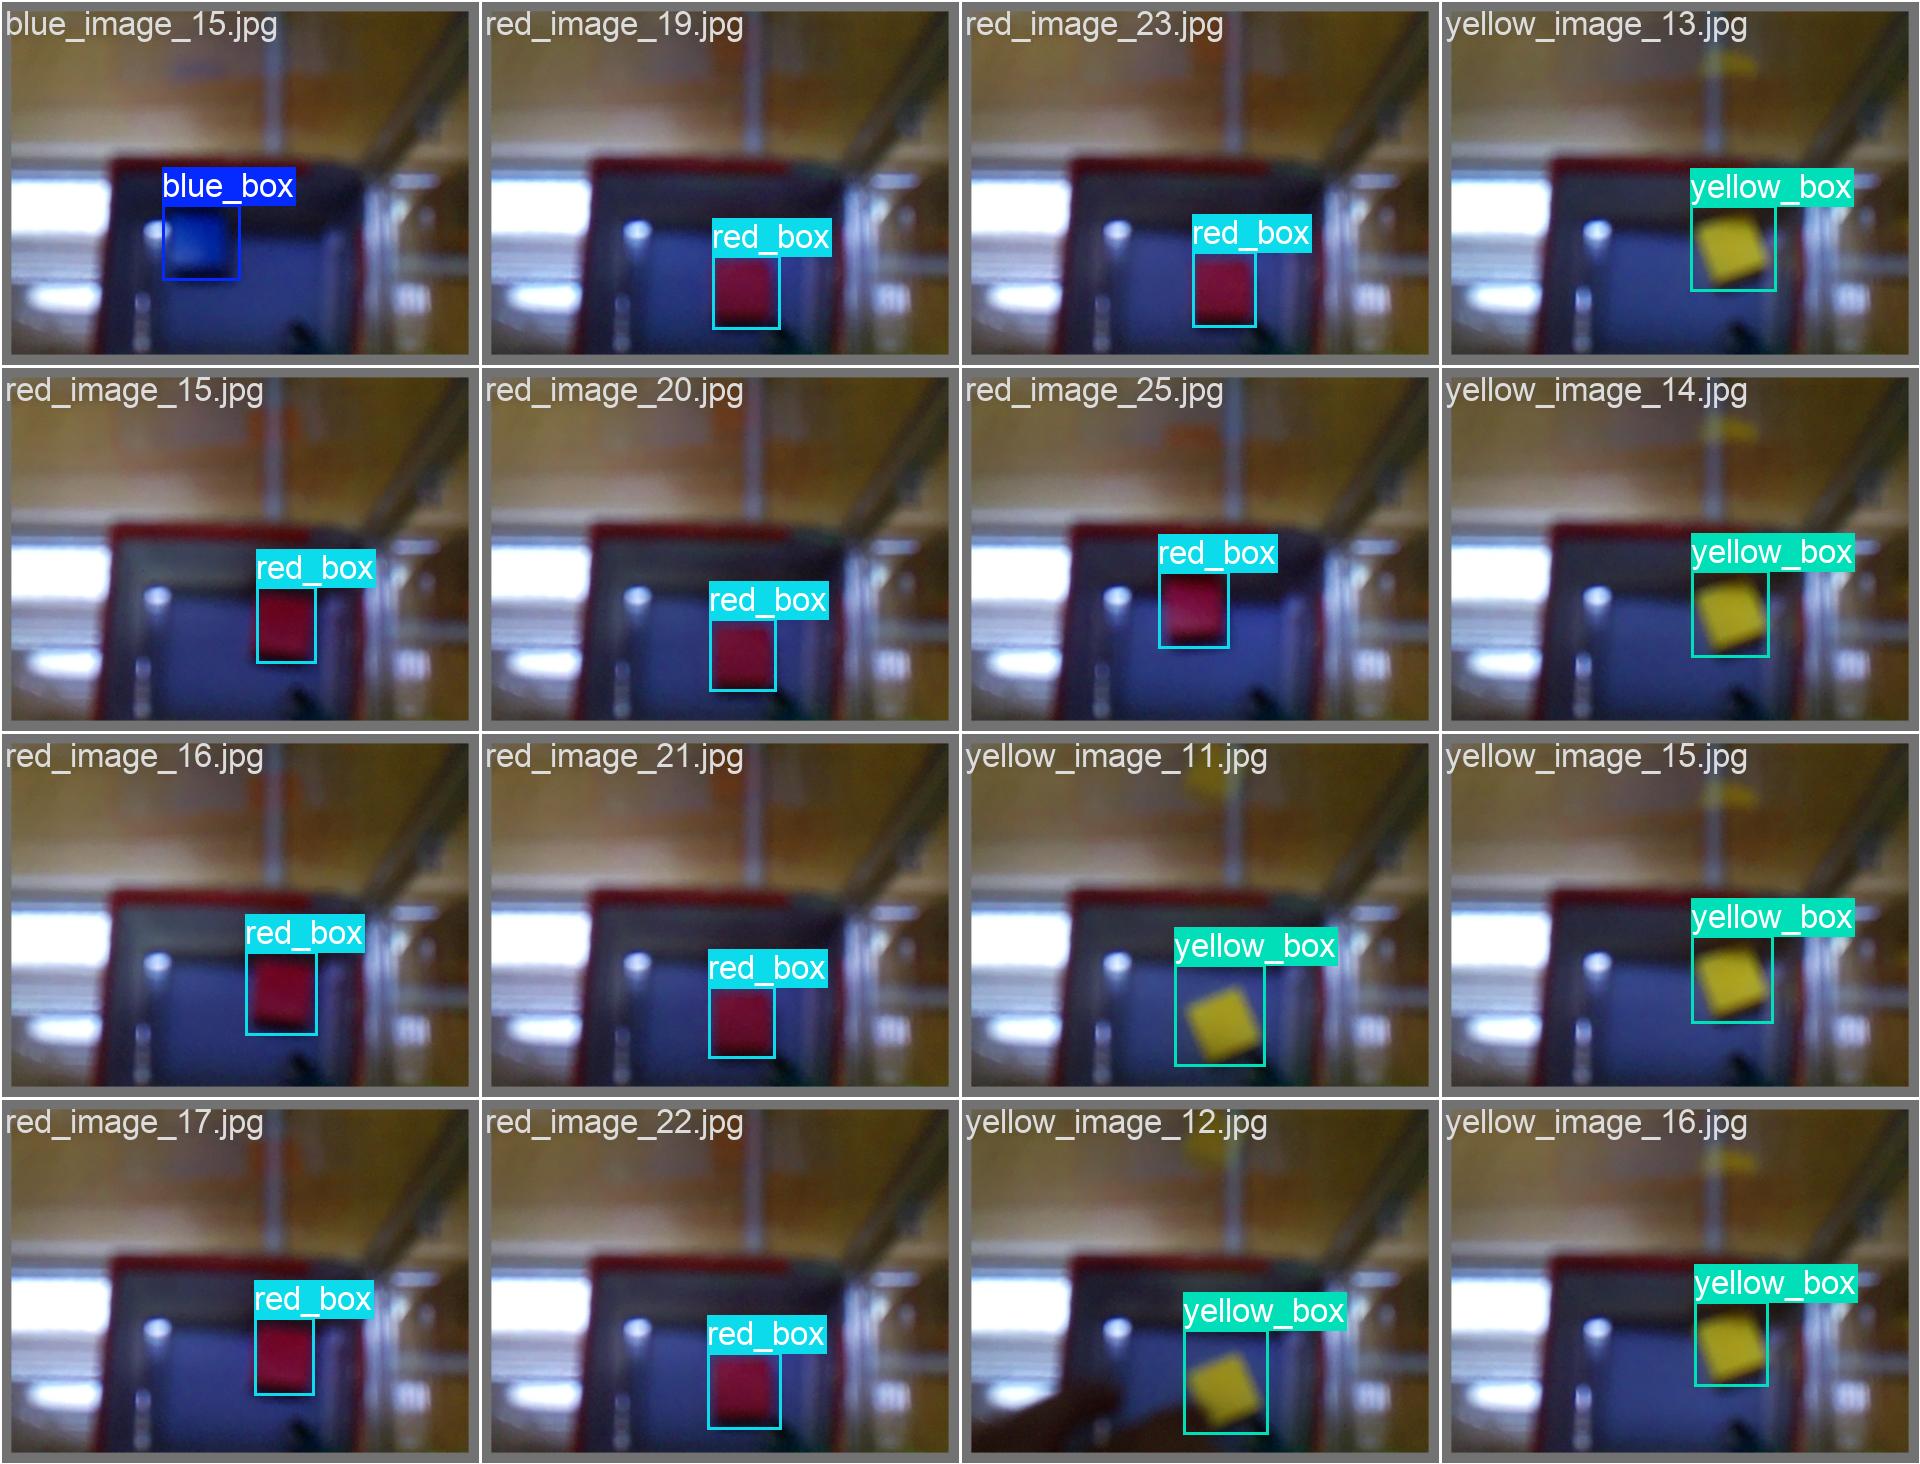 blue_image_15.jpg
red_image_19.jpg
red_image_23.jpg
yellow_image_13.jpg
blue_box
red_box
red_box
yellow_box
red_image_15.jpg
red_image_20.jpg
red_image_25.jpg
yellow_image_14.jpg
red_box
red_box
red_box
yellow_box
red_image_16.jpg
red_image_21.jpg
yellow_image_11.jpg
yellow_image_15.jpg
red_box
red_box
yellow_box
yellow_box
red_image_17.jpg
red_image_22.jpg
yellow_image_12.jpg
yellow_image_16.jpg
red_box
red_box
yellow_box
yellow_box